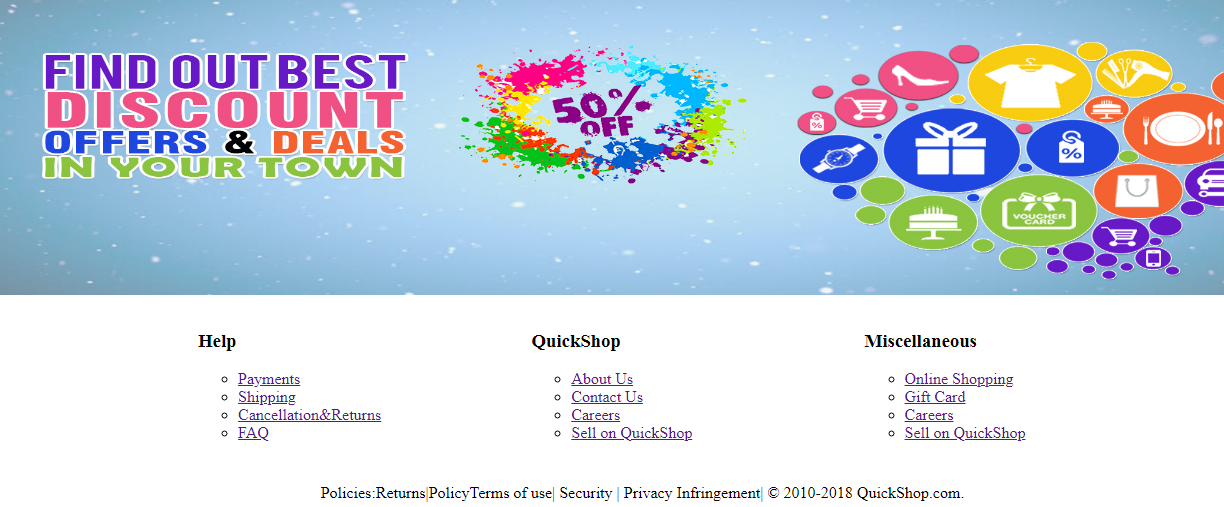 FIND OUT BEST
DISCOUNT
OFFERS & DEALS
IN YOUR TOWN
50%
OFF
%
%
VOUCHER
CARD
Help
Payments
Shipping
Cancellation&Returns
FAQ
QuickShop
About Us
Contact Us
Careers
Sell on QuickShop
Miscellaneous
Online Shopping
Gift Card
Careers
Sell on QuickShop
Policies:Returns|PolicyTerms of use| Security | Privacy Infringement| © 2010-2018 QuickShop.com.